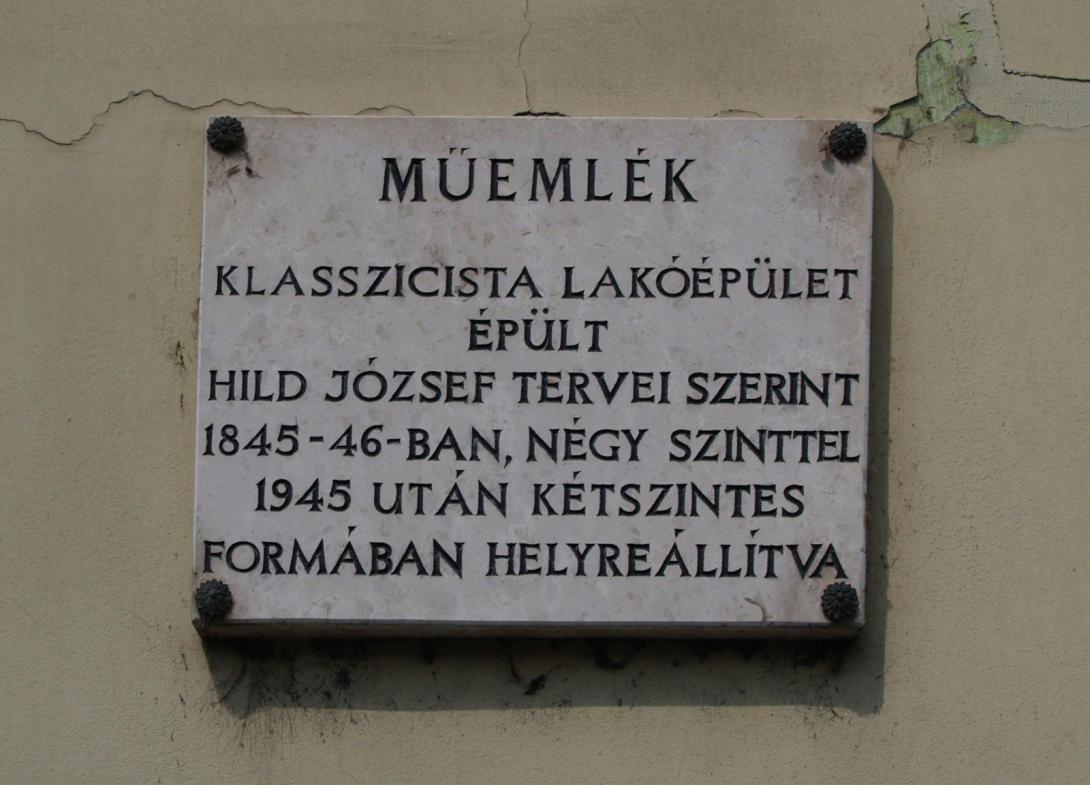 MŰEMLÉK
KLASSZICISTA LAKÓÉPÜLET
ÉPÜLT
HILD JÓZSEF TERVEI SZERINT
1845-46-BAN, NÉGY SZINTTEL
1945 UTÁN KÉTSZINTES
FORMÁBAN HELYREÁLLÍTVA